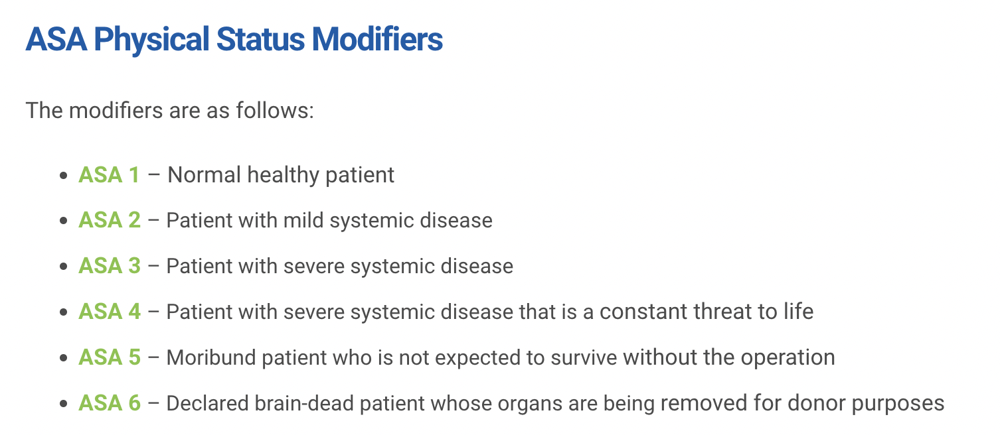 ASA Physical Status Modifiers
The modifiers are as follows:
• ASA 1 – Normal healthy patient
• ASA 2 – Patient with mild systemic disease
• ASA 3 – Patient with severe systemic disease
• ASA 4 – Patient with severe systemic disease that is a constant threat to life
• ASA 5 – Moribund patient who is not expected to survive without the operation
• ASA 6 – Declared brain-dead patient whose organs are being removed for donor purposes